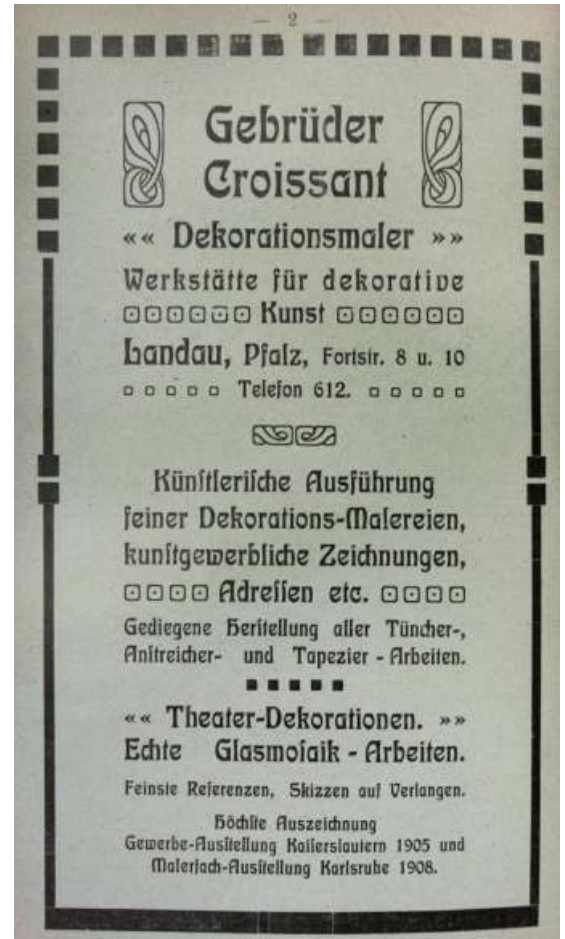 — 2 —
Gebrüder
Croissant
«« Dekorationsmaler »»
Werkstätte für dekorative
Kunst
Landau, Pfalz, Fortstr. 8 u. 10
Telefon 612.
Künſtleriſche Ausführung
feiner Dekorations-Malereien,
kunſtgewerbliche Zeichnungen,
Adreſſen etc.
Gediegene Herſtellung aller Tüncher-,
Anſtreicher- und Tapezier - Arbeiten.
«« Theater-Dekorationen. »»
Echte Glasmoſaik - Arbeiten.
Feinste Referenzen, Skizzen auf Verlangen.
Höchſte Auszeichnung
Gewerbe-Ausſtellung Kaiſerslautern 1905 und
Malerfach-Ausſtellung Karlsruhe 1908.